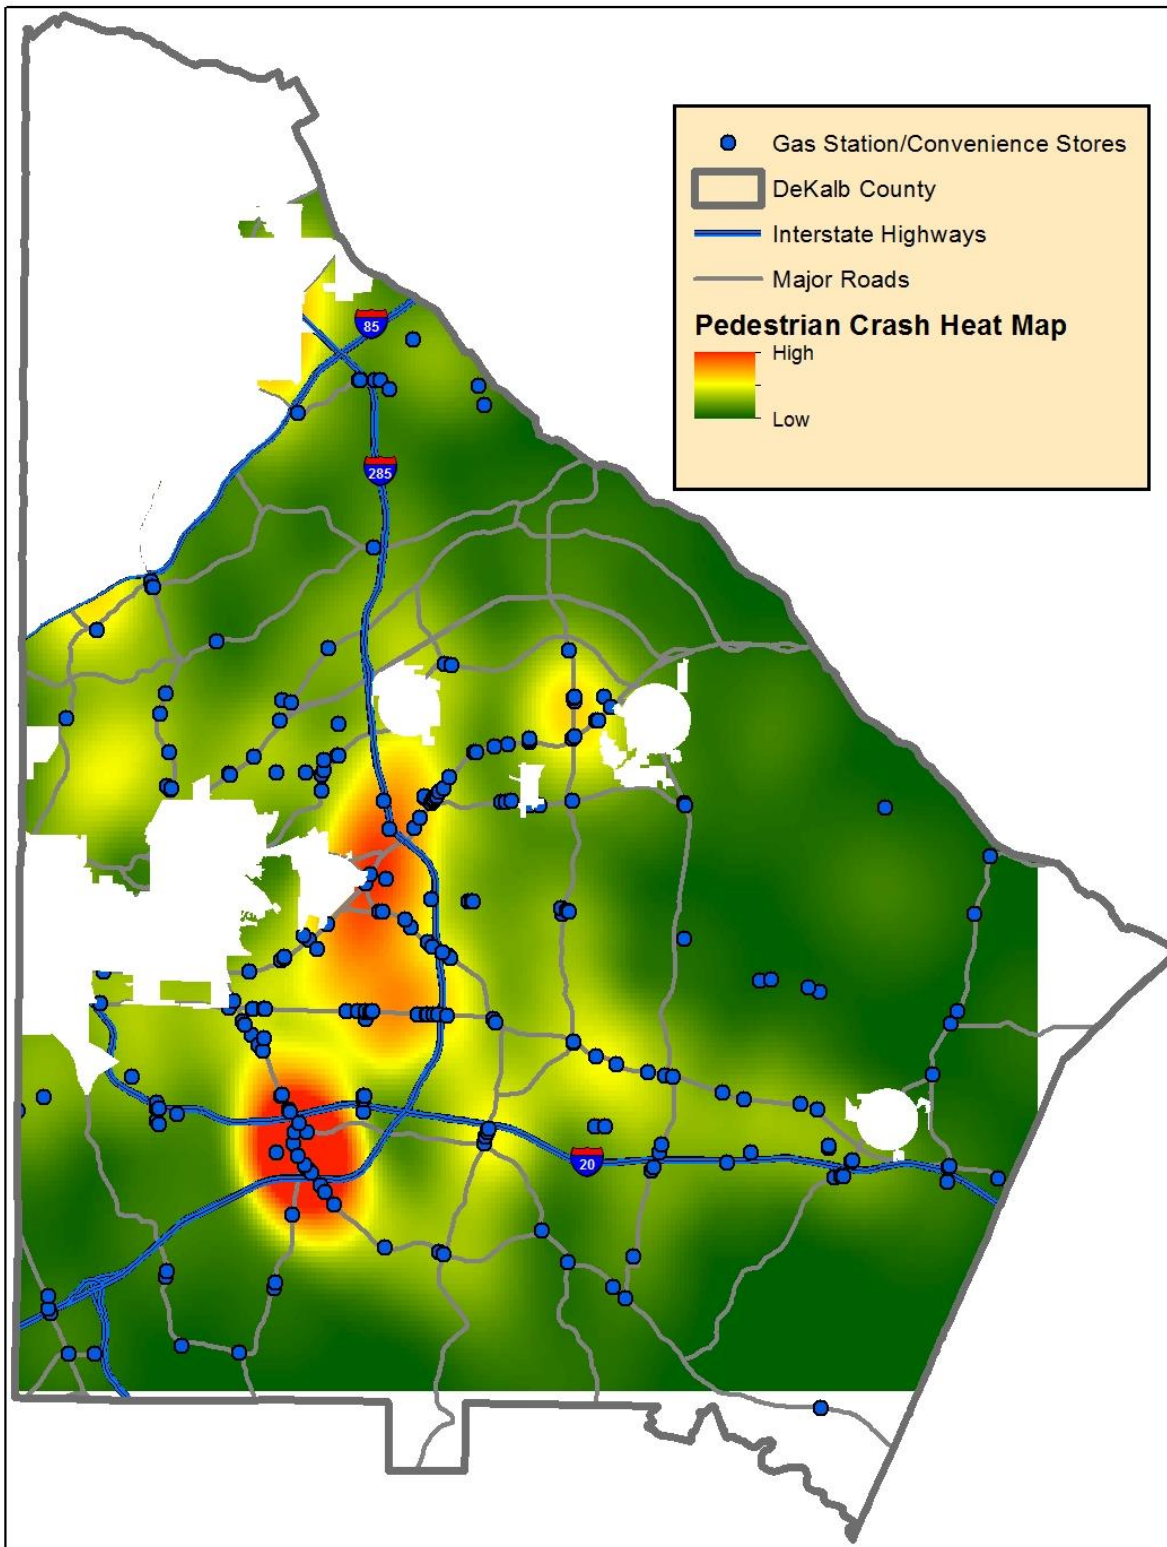 Gas Station/Convenience Stores
DeKalb County
Interstate Highways
Major Roads
Pedestrian Crash Heat Map
High
Low
85
285
20